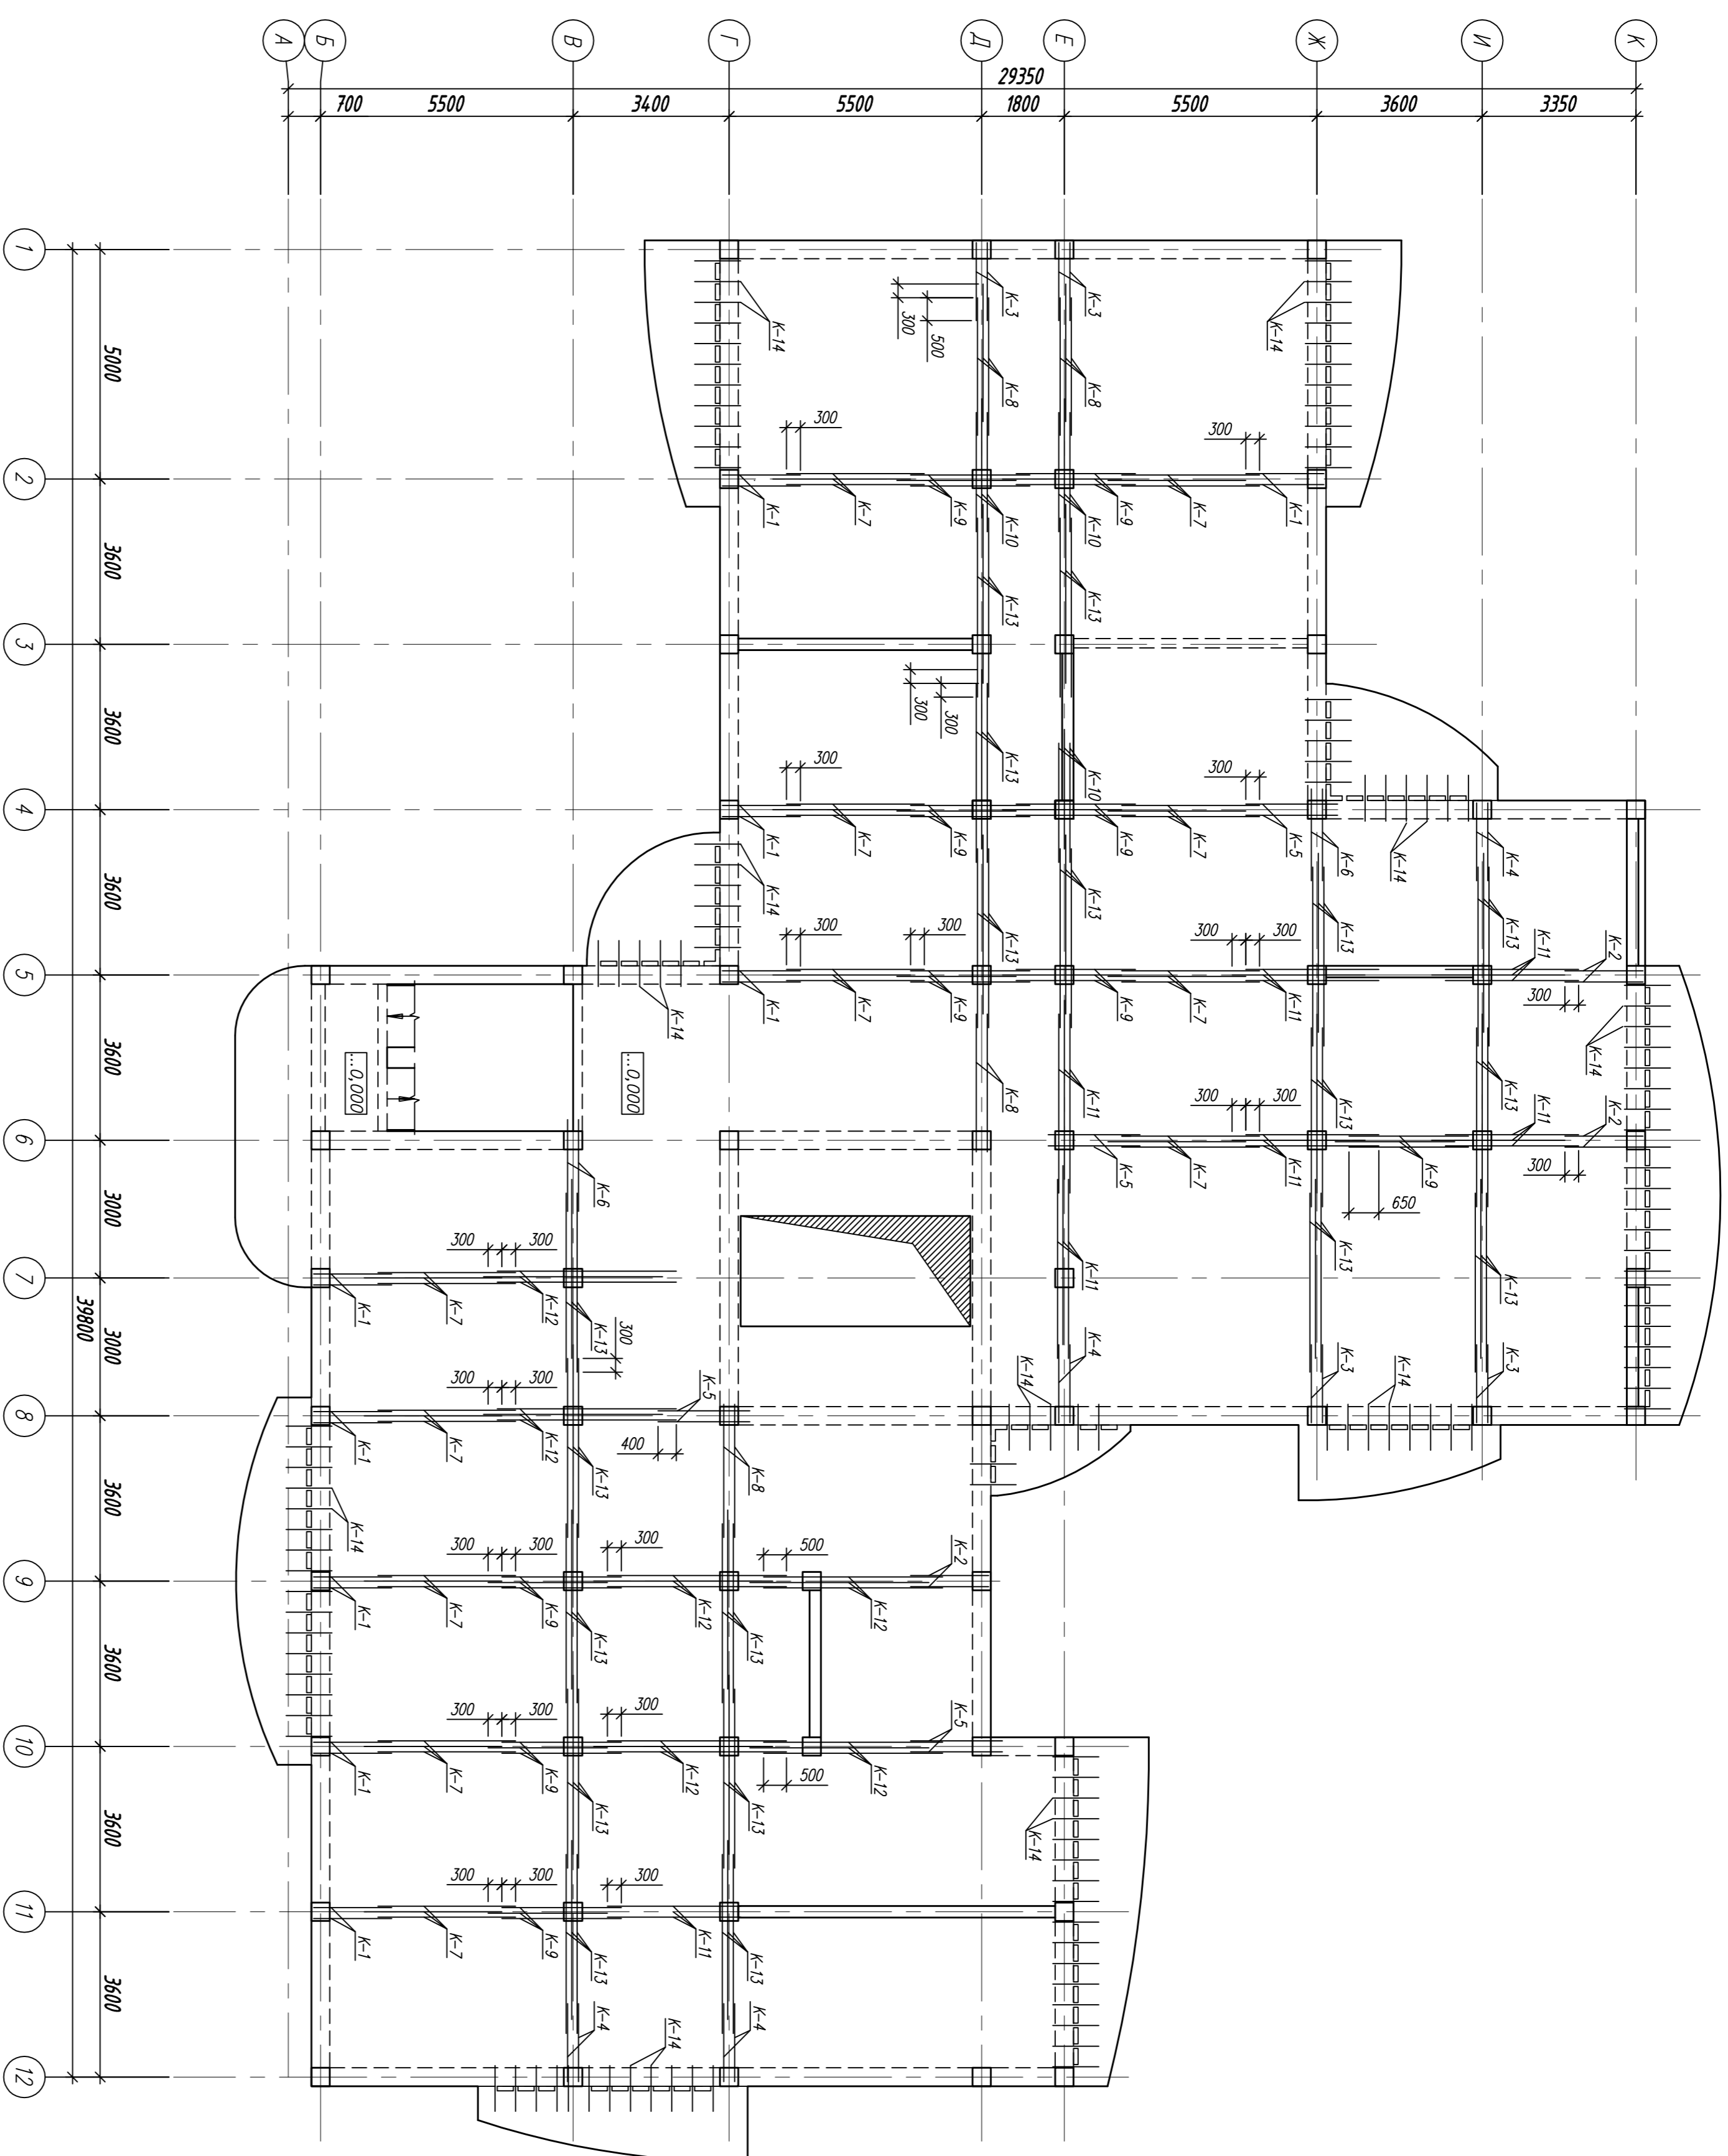 А
Б
В
Г
Д
Е
Ж
И
К
29350
700
5500
3400
5500
1800
5500
3600
3350
1
2
3
4
5
6
7
8
9
10
11
12
5000
3600
3600
3600
3600
3000
3000
3600
3600
3600
3600
39800
К-3
К-3
К-14
К-14
300
500
К-8
К-8
300
300
К-1
К-7
К-9
К-10
К-10
К-9
К-7
К-1
К-13
К-13
300
300
К-13
К-10
300
300
К-1
К-7
К-9
К-9
К-7
К-5
К-6
К-14
К-4
К-14
К-13
К-13
К-13
К-13
300
300
300
300
К-11
К-2
К-1
К-7
К-9
К-9
К-7
К-11
300
К-14
К-14
...0,000
...0,000
К-8
К-11
К-13
К-13
300
300
К-11
К-2
К-5
К-7
К-11
К-9
300
К-6
650
300
300
К-11
К-13
К-13
К-1
К-7
К-12
К-13
300
К-4
К-14
К-3
К-14
К-3
300
300
К-5
К-1
К-7
К-12
400
К-13
К-8
К-14
300
300
300
500
К-2
К-1
К-7
К-9
К-12
К-12
К-13
К-13
300
300
300
К-5
К-1
К-7
К-9
К-12
500
К-12
К-13
К-13
К-14
300
300
300
К-1
К-7
К-9
К-11
К-13
К-13
К-4
К-14
К-4